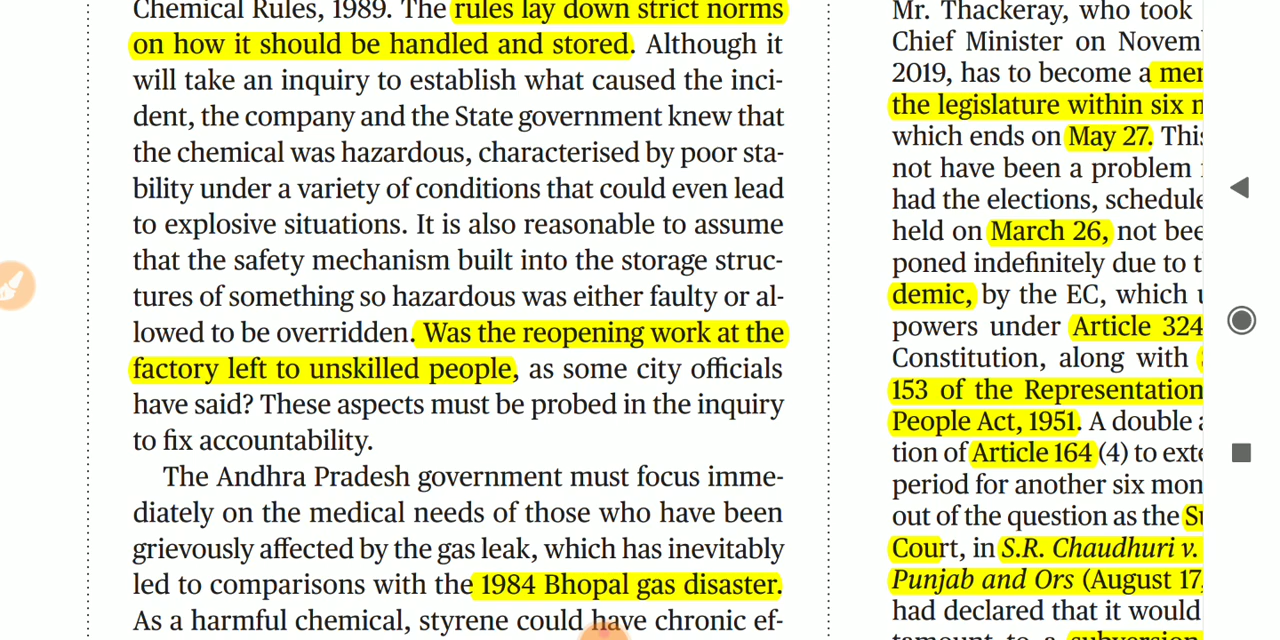 Chemical Rules, 1989. The rules lay down strict norms
on how it should be handled and stored. Although it
will take an inquiry to establish what caused the inci-
dent, the company and the State government knew that
the chemical was hazardous, characterised by poor sta-
bility under a variety of conditions that could even lead
to explosive situations. It is also reasonable to assume
that the safety mechanism built into the storage struc-
tures of something so hazardous was either faulty or al-
lowed to be overridden. Was the reopening work at the
factory left to unskilled people, as some city officials
have said? These aspects must be probed in the inquiry
to fix accountability.
The Andhra Pradesh government must focus imme-
diately on the medical needs of those who have been
grievously affected by the gas leak, which has inevitably
led to comparisons with the 1984 Bhopal gas disaster.
As a harmful chemical, styrene could have chronic ef-
Mr. Thackeray, who took
Chief Minister on Novem
2019, has to become a
the legislature within six
which ends on May 27.
not have been a problem
had the elections,
held on March 26, not
poned indefinitely due to
demic, by the EC, which
powers under Article 324
Constitution, along with
153 of the Representation
People Act, 1951. A double
tion of Article 164 (4) to
period for another six
out of the question as the
Court, in S.R. Chaudhuri v.
Punjab and Ors (August 17,
had declared that it would
to a